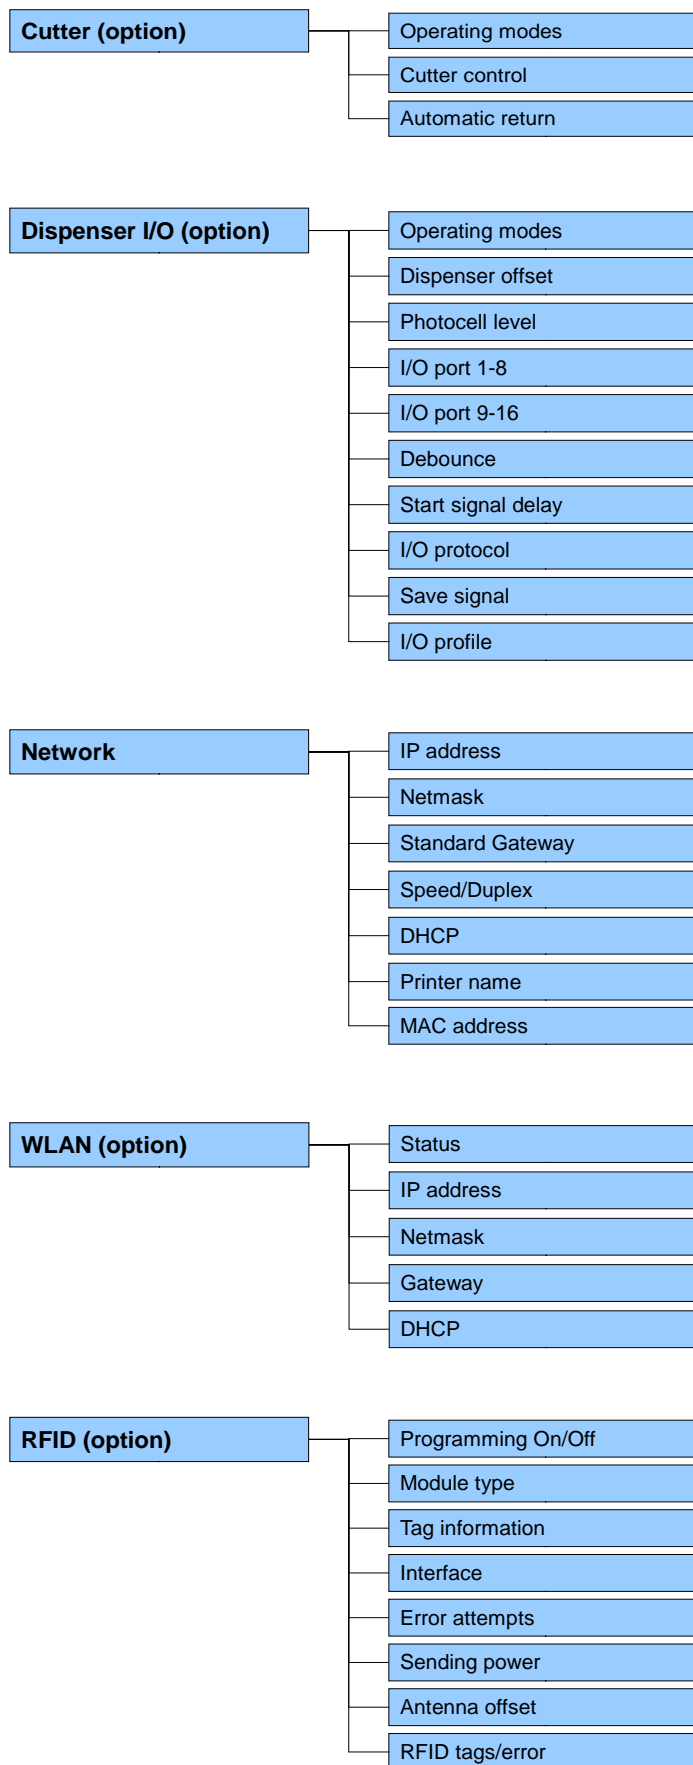 Cutter (option)
Operating modes
Cutter control
Automatic return
Dispenser I/O (option)
Operating modes
Dispenser offset
Photocell level
I/O port 1-8
I/O port 9-16
Debounce
Start signal delay
I/O protocol
Save signal
I/O profile
Network
IP address
Netmask
Standard Gateway
Speed/Duplex
DHCP
Printer name
MAC address
WLAN (option)
Status
IP address
Netmask
Gateway
DHCP
RFID (option)
Programming On/Off
Module type
Tag information
Interface
Error attempts
Sending power
Antenna offset
RFID tags/error